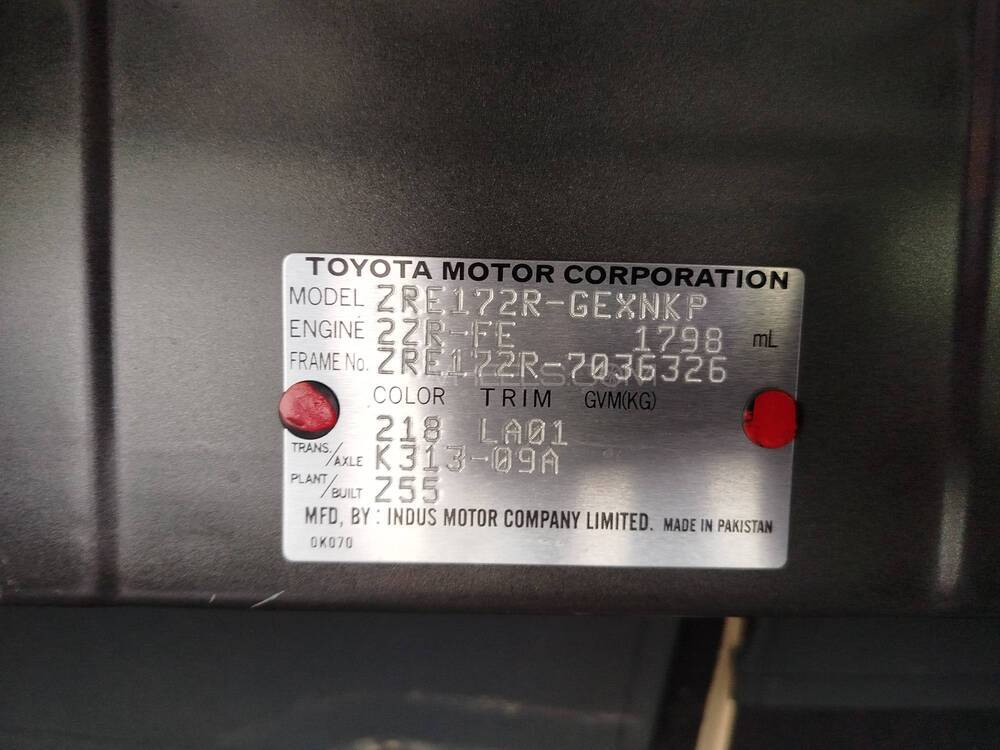 TOYOTA MOTOR CORPORATION
MODEL ZRE172R-GEXNKP
ENGINE 2ZR-FE 1798 mL
FRAME No. ZRE172R-7036326
COLOR TRIM GVM(KG)
218 LA01
TRANS./AXLE K313-09A
PLANT/BUILT Z55
MFD, BY : INDUS MOTOR COMPANY LIMITED. MADE IN PAKISTAN
0K070